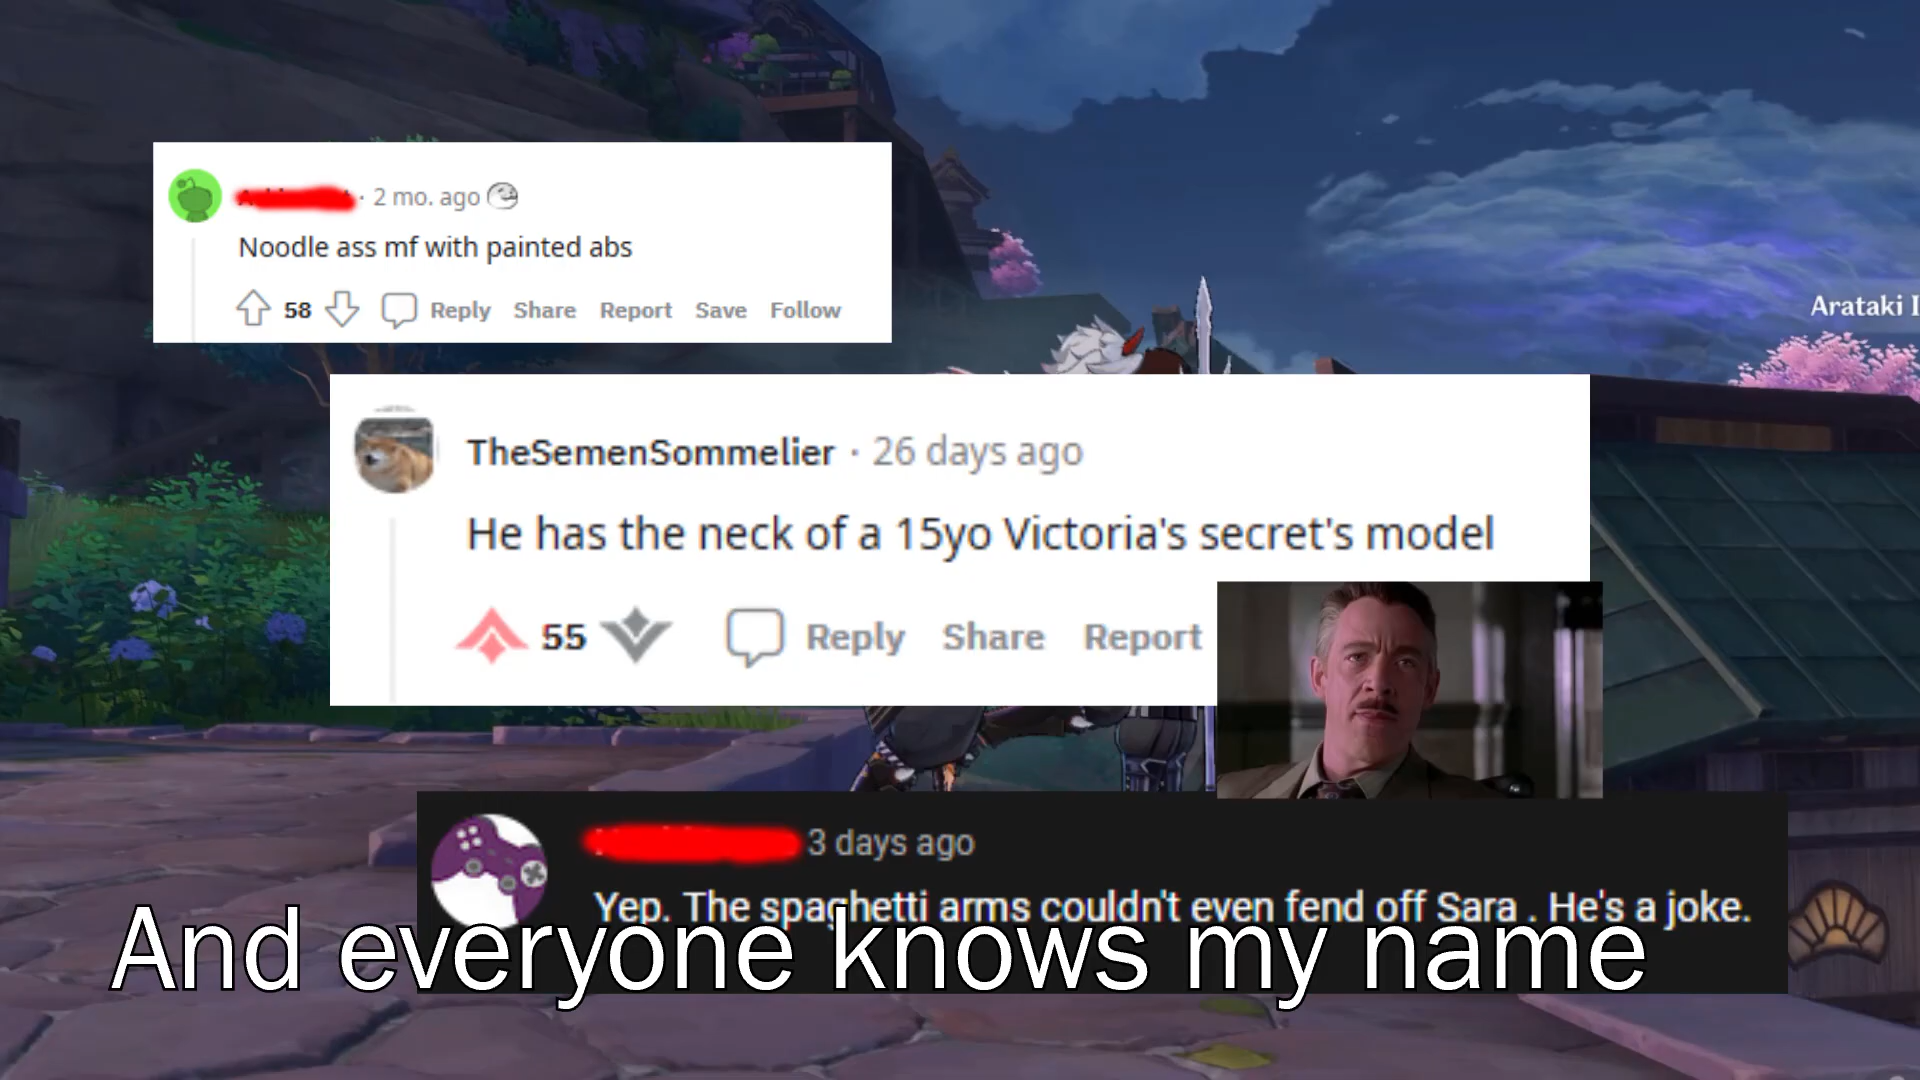 2 mo. ago
Noodle ass mf with painted abs
58 Reply Share Report Save Follow
Arataki I
TheSemenSommelier · 26 days ago
He has the neck of a 15yo Victoria's secret's model
55 Reply Share Report
3 days ago
Yep. The spaghetti arms couldn't even fend off Sara . He's a joke.
And everyone knows my name